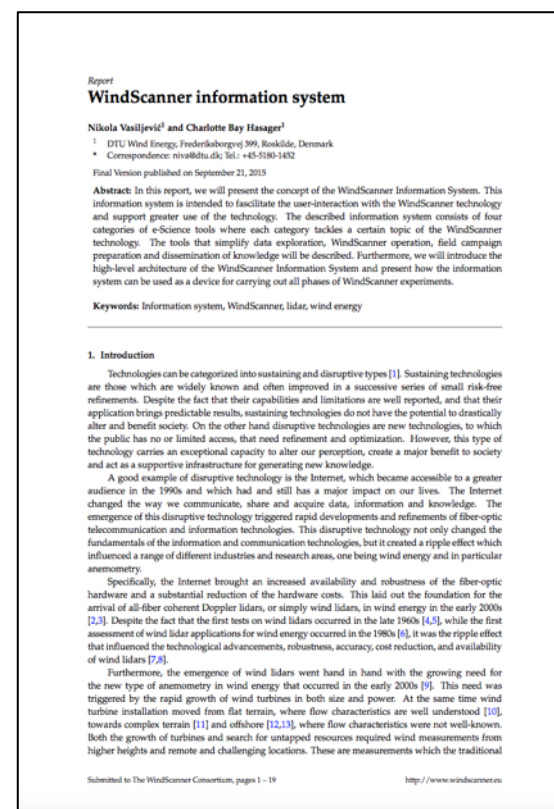 Report
WindScanner information system
Nikola Vasiljević¹ and Charlotte Bay Hasager¹
¹ DTU Wind Energy, Frederiksborgvej 399, Roskilde, Denmark
* Correspondence: niva@dtu.dk; Tel.: +45-5180-1452
Final Version published on September 21, 2015
Abstract: In this report, we will present the concept of the WindScanner Information System. This
information system is intended to fascilitate the user-interaction with the WindScanner technology
and support greater use of the technology. The described information system consists of four
categories of e-Science tools where each category tackles a certain topic of the WindScanner
technology. The tools that simplify data exploration, WindScanner operation, field campaign
preparation and dissemination of knowledge will be described. Furthermore, we will introduce the
high-level architecture of the WindScanner Information System and present how the information
system can be used as a device for carrying out all phases of WindScanner experiments.
Keywords: Information system, WindScanner, lidar, wind energy
1. Introduction
Technologies can be categorized into sustaining and disruptive types [1]. Sustaining technologies
are those which are widely known and often improved in a successive series of small risk-free
refinements. Despite the fact that their capabilities and limitations are well reported, and that their
application brings predictable results, sustaining technologies do not have the potential to drastically
alter and benefit society. On the other hand disruptive technologies are new technologies, to which
the public has no or limited access, that need refinement and optimization. However, this type of
technology carries an exceptional capacity to alter our perception, create a major benefit to society
and act as a supportive infrastructure for generating new knowledge.
A good example of disruptive technology is the Internet, which became accessible to a greater
audience in the 1990s and which had and still has a major impact on our lives. The Internet
changed the way we communicate, share and acquire data, information and knowledge. The
emergence of this disruptive technology triggered rapid developments and refinements of fiber-optic
telecommunication and information technologies. This disruptive technology not only changed the
fundamentals of the information and communication technologies, but it created a ripple effect which
influenced a range of different industries and research areas, one being wind energy and in particular
anemometry.
Specifically, the Internet brought an increased availability and robustness of the fiber-optic
hardware and a substantial reduction of the hardware costs. This laid out the foundation for the
arrival of all-fiber coherent Doppler lidars, or simply wind lidars, in wind energy in the early 2000s
[2,3]. Despite the fact that the first tests on wind lidars occurred in the late 1960s [4,5], while the first
assessment of wind lidar applications for wind energy occurred in the 1980s [6], it was the ripple effect
that influenced the technological advancements, robustness, accuracy, cost reduction, and availability
of wind lidars [7,8].
Furthermore, the emergence of wind lidars went hand in hand with the growing need for
the new type of anemometry in wind energy that occurred in the early 2000s [9]. This need was
triggered by the rapid growth of wind turbines in both size and power. At the same time wind
turbine installation moved from flat terrain, where flow characteristics are well understood [10],
towards complex terrain [11] and offshore [12,13], where flow characteristics were not well-known.
Both the growth of turbines and search for untapped resources required wind measurements from
higher heights and remote and challenging locations. These are measurements which the traditional
Submitted to The WindScanner Consortium, pages 1 – 19 http://www.windscanner.eu